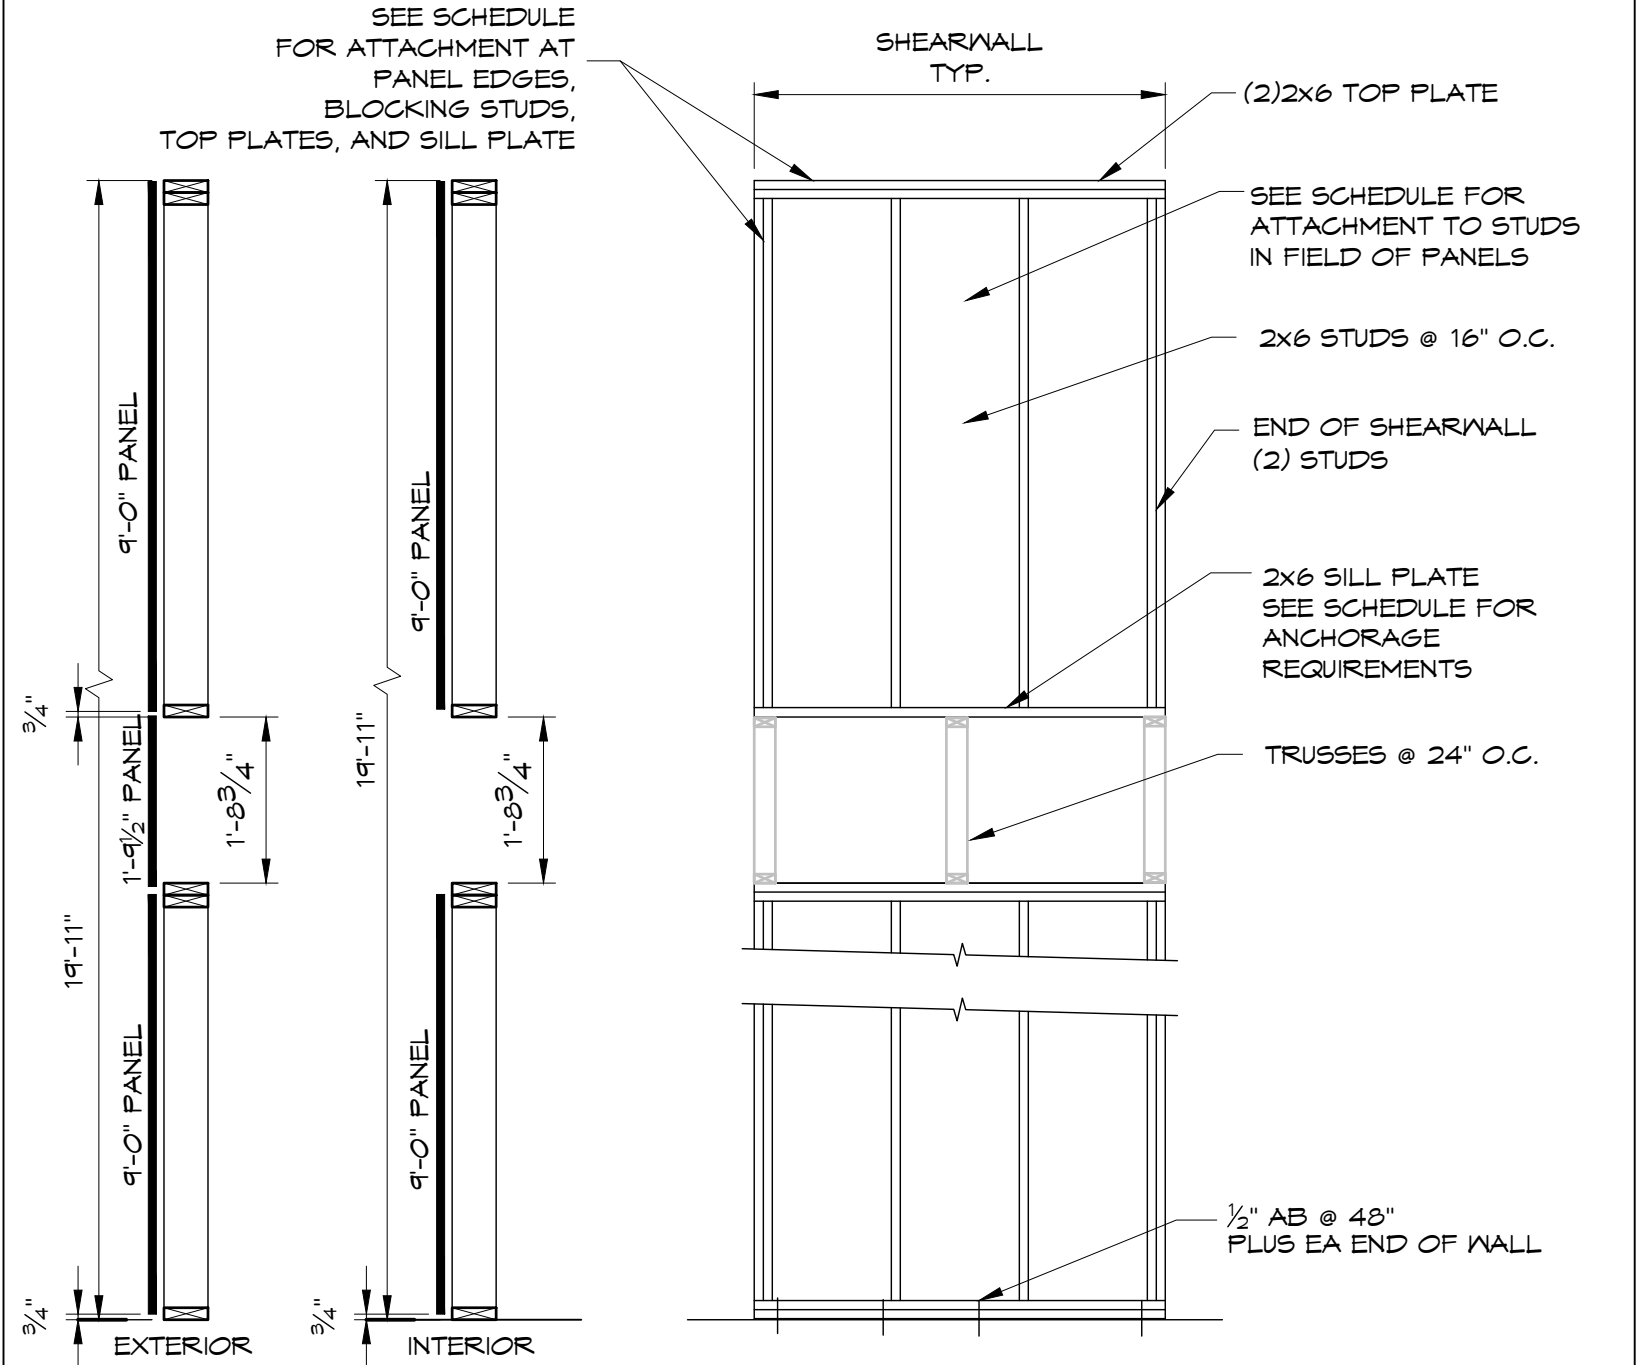 SEE SCHEDULE
FOR ATTACHMENT AT
PANEL EDGES,
BLOCKING STUDS,
TOP PLATES, AND SILL PLATE
SHEARWALL
TYP.
(2)2x6 TOP PLATE
SEE SCHEDULE FOR
ATTACHMENT TO STUDS
IN FIELD OF PANELS
2x6 STUDS @ 16" O.C.
END OF SHEARWALL
(2) STUDS
2x6 SILL PLATE
SEE SCHEDULE FOR
ANCHORAGE
REQUIREMENTS
TRUSSES @ 24" O.C.
½" AB @ 48"
PLUS EA END OF WALL
9'-0" PANEL
¾"
1'-9½" PANEL
1'-8¾"
19'-11"
9'-0" PANEL
¾"
EXTERIOR
9'-0" PANEL
19'-11"
1'-8¾"
9'-0" PANEL
¾"
INTERIOR